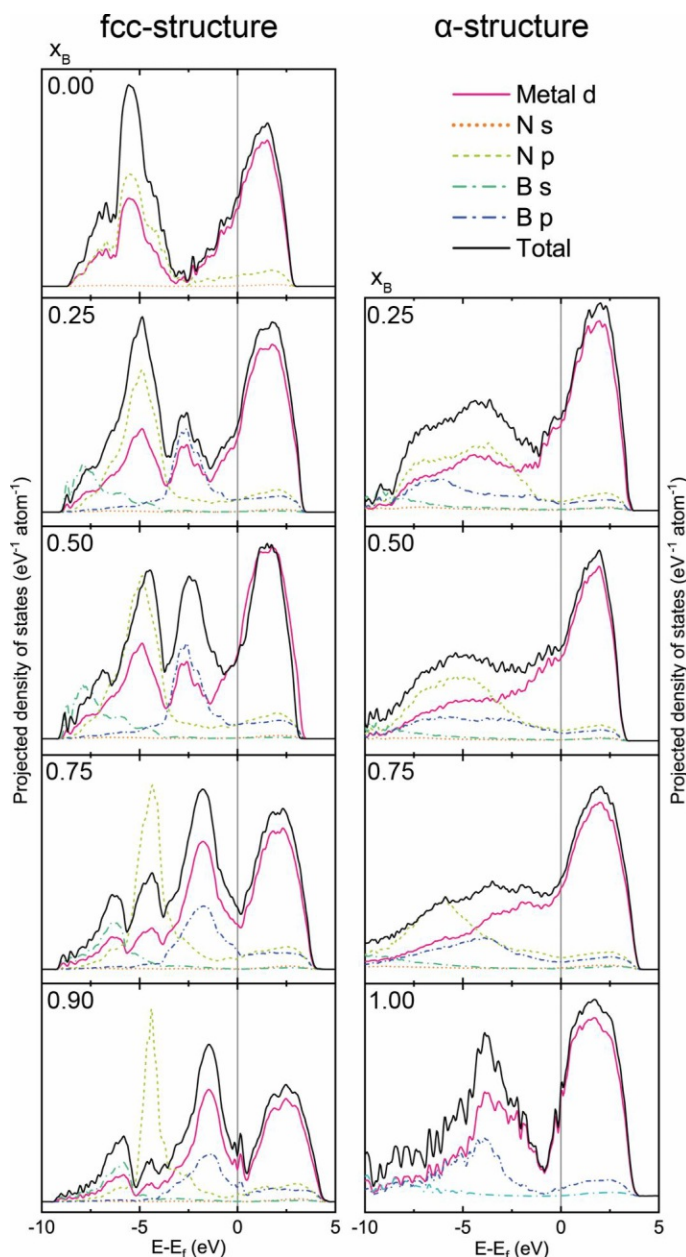 fcc-structure
α-structure
x_B
0.00
Metal d
N s
N p
B s
B p
Total
x_B
0.25
0.25
0.50
0.50
0.75
0.75
0.90
1.00
Projected density of states (eV⁻¹ atom⁻¹)
Projected density of states (eV⁻¹ atom⁻¹)
-10 -5 0 5
-10 -5 0 5
E-E_f (eV)
E-E_f (eV)